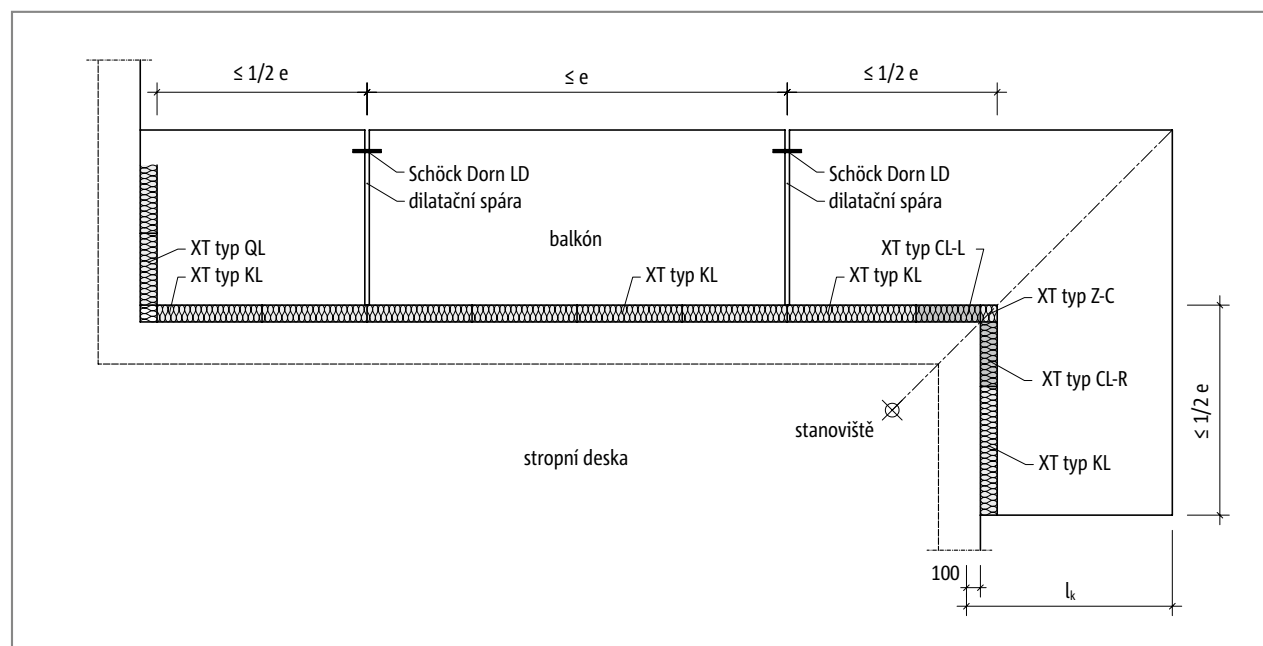 ≤ 1/2 e
≤ e
≤ 1/2 e
Schöck Dorn LD
dilatační spára
Schöck Dorn LD
dilatační spára
balkón
XT typ QL
XT typ KL
XT typ KL
XT typ CL-L
XT typ KL
XT typ Z-C
XT typ CL-R
≤ 1/2 e
stanoviště
stropní deska
XT typ KL
100
lₖ